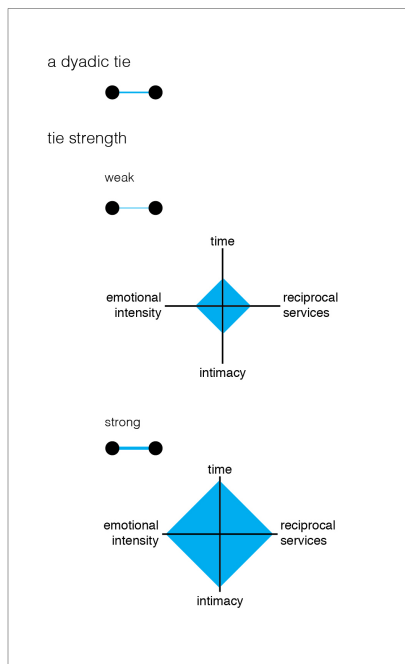 a dyadic tie
tie strength
weak
time
emotional
intensity
reciprocal
services
intimacy
strong
time
emotional
intensity
reciprocal
services
intimacy